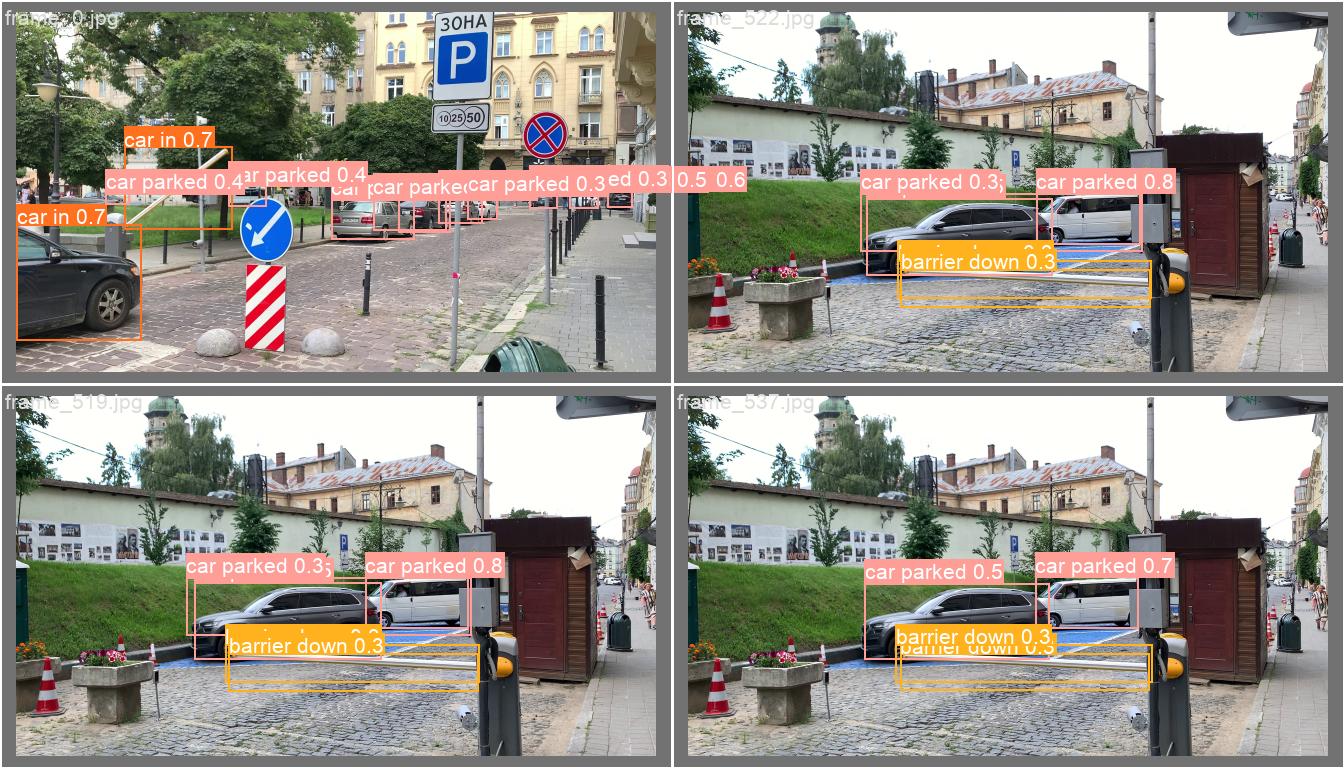 frame_0.jpg
ЗОНА
P
10 25 50
car in 0.7
car parked 0.4
car parked 0.4
car parked 0.3
ed 0.3
0.5
0.6
car in 0.7
frame_522.jpg
car parked 0.3
car parked 0.8
barrier down 0.3
frame_519.jpg
car parked 0.3
car parked 0.8
barrier down 0.3
frame_537.jpg
car parked 0.5
car parked 0.7
barrier down 0.3
barrier down 0.3